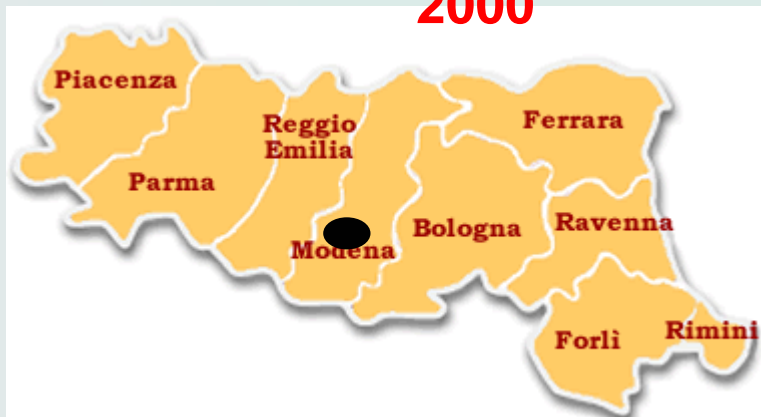 2000
Piacenza
Reggio
Emilia
Ferrara
Parma
Bologna
Ravenna
Modena
Forlì
Rimini